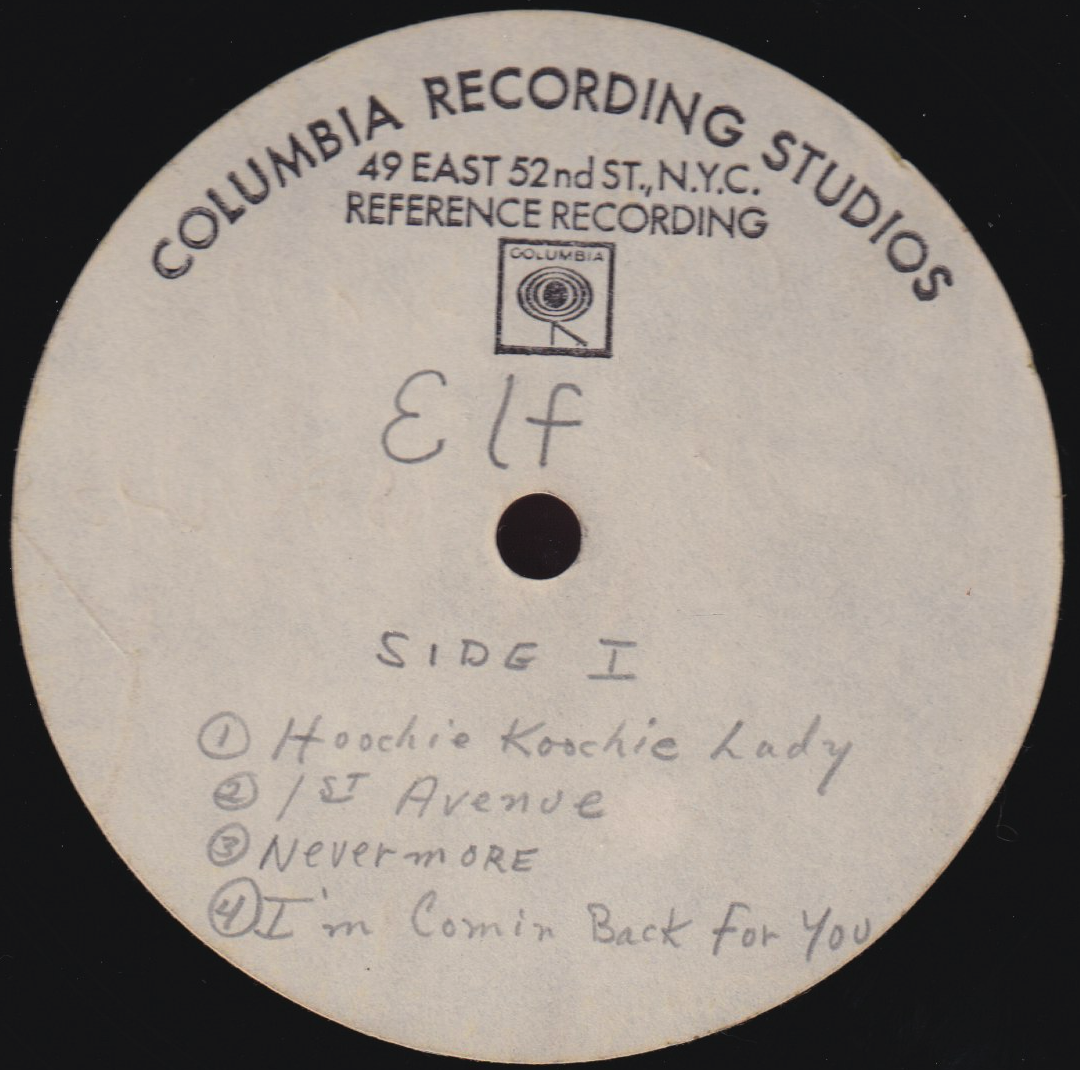 COLUMBIA RECORDING STUDIOS
49 EAST 52nd ST., N.Y.C.
REFERENCE RECORDING
COLUMBIA
Elf
SIDE I
① Hoochie Koochie Lady
② 1ST Avenue
③ NevermORE
④ I'm Comin Back For You